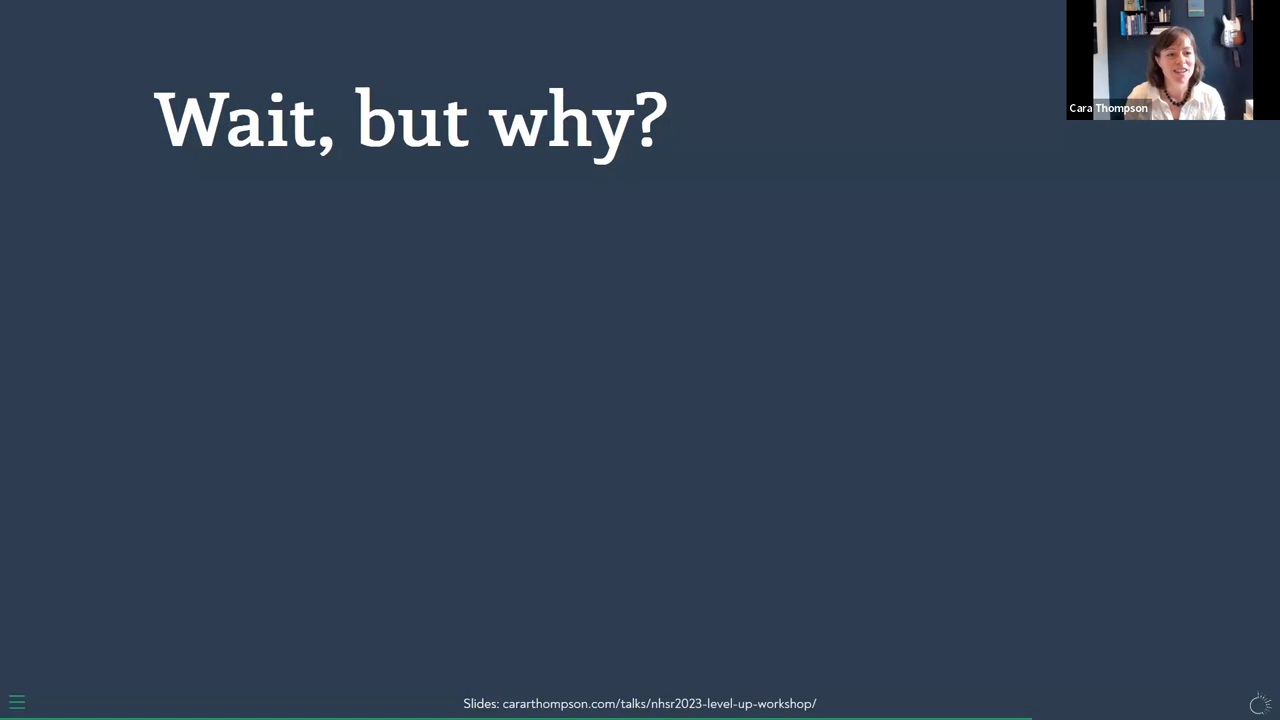 Wait, but why?
Cara Thompson
Slides: cararthompson.com/talks/nhsr2023-level-up-workshop/